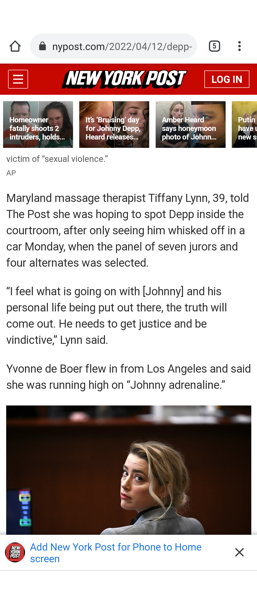 nypost.com/2022/04/12/depp-
5
NEW YORK POST
LOG IN
Homeowner
fatally shoots 2
intruders, holds...
It's 'Bruising' day
for Johnny Depp,
Heard releases...
Amber Heard
says honeymoon
photo of Johnn...
Putin
have u
new s
victim of “sexual violence.”
AP
Maryland massage therapist Tiffany Lynn, 39, told
The Post she was hoping to spot Depp inside the
courtroom, after only seeing him whisked off in a
car Monday, when the panel of seven jurors and
four alternates was selected.
“I feel what is going on with [Johnny] and his
personal life being put out there, the truth will
come out. He needs to get justice and be
vindictive,” Lynn said.
Yvonne de Boer flew in from Los Angeles and said
she was running high on “Johnny adrenaline.”
Add New York Post for Phone to Home
screen